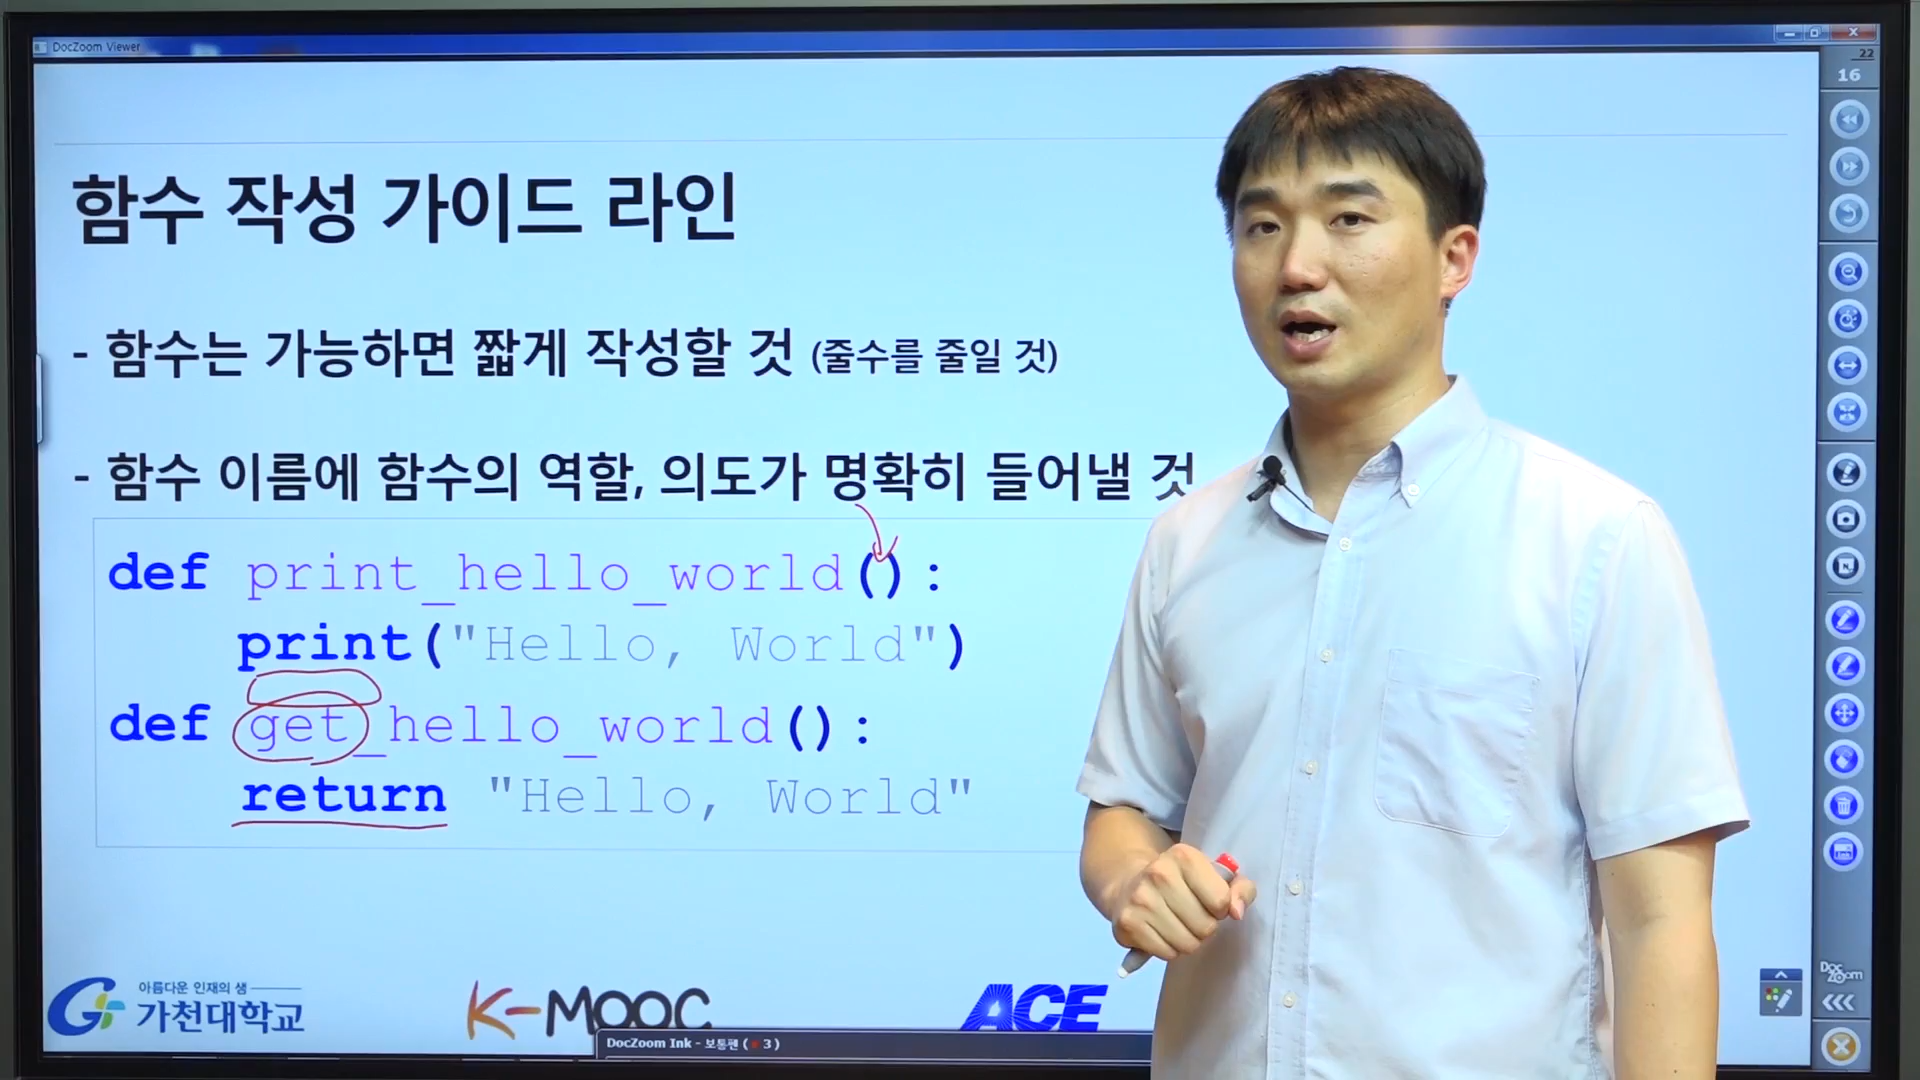 DocZoom Viewer
22
16
함수 작성 가이드 라인
- 함수는 가능하면 짧게 작성할 것 (줄수를 줄일 것)
- 함수 이름에 함수의 역할, 의도가 명확히 들어낼 것
def print_hello_world():
print("Hello, World")
def get_hello_world():
return "Hello, World"
아름다운 인재의 샘
가천대학교
K-MOOC
ACE
DocZoom
DocZoom Ink - 보통펜 ( 3 )